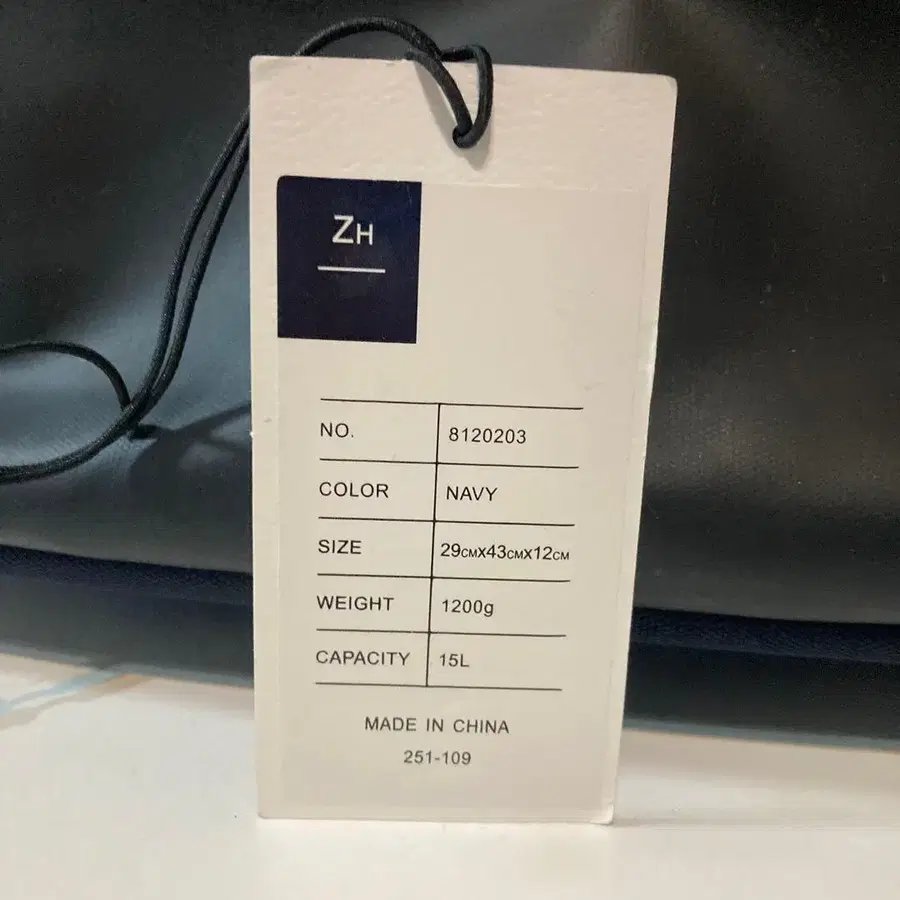 ZH
NO. 8120203
COLOR NAVY
SIZE 29CMX43CMX12CM
WEIGHT 1200g
CAPACITY 15L
MADE IN CHINA
251-109